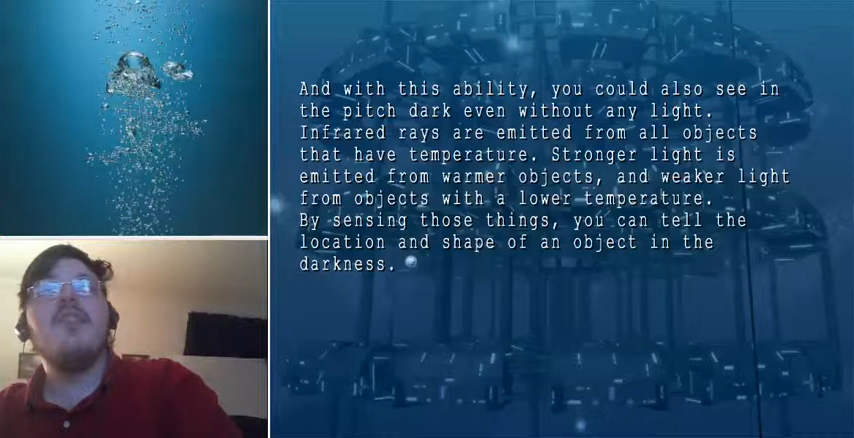 And with this ability, you could also see in
the pitch dark even without any light.
Infrared rays are emitted from all objects
that have temperature. Stronger light is
emitted from warmer objects, and weaker light
from objects with a lower temperature.
By sensing those things, you can tell the
location and shape of an object in the
darkness.